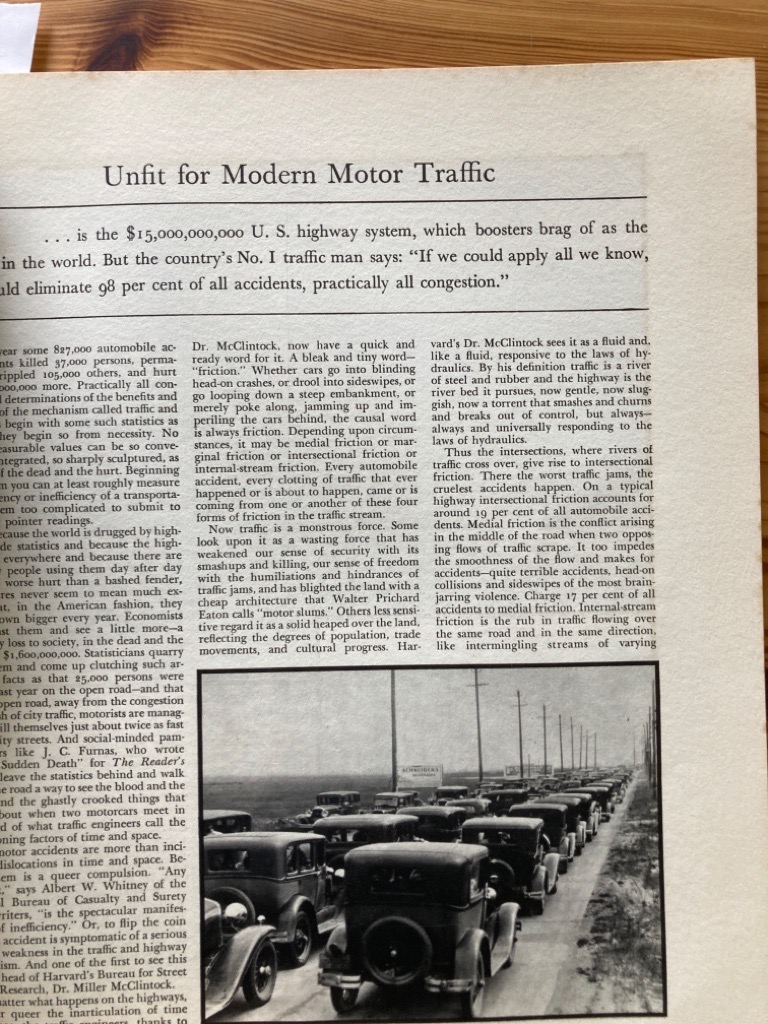 Unfit for Modern Motor Traffic
. . . is the $15,000,000,000 U. S. highway system, which boosters brag of as the
in the world. But the country's No. I traffic man says: "If we could apply all we know,
uld eliminate 98 per cent of all accidents, practically all congestion."
year some 827,000 automobile ac-
nts killed 37,000 persons, perma-
rippled 105,000 others, and hurt
000,000 more. Practically all con-
l determinations of the benefits and
of the mechanism called traffic and
begin with some such statistics as
hey begin so from necessity. No
easurable values can be so conve-
ntegrated, so sharply sculptured, as
f the dead and the hurt. Beginning
m you can at least roughly measure
ency or inefficiency of a transporta-
em too complicated to submit to
pointer readings.
ecause the world is drugged by high-
de statistics and because the high-
everywhere and because there are
people using them day after day
worse hurt than a bashed fender,
res never seem to mean much ex-
at, in the American fashion, they
own bigger every year. Economists
st them and see a little more—a
y loss to society, in the dead and the
$1,600,000,000. Statisticians quarry
em and come up clutching such ar-
facts as that 25,000 persons were
ast year on the open road—and that
open road, away from the congestion
h of city traffic, motorists are manag-
ill themselves just about twice as fast
ity streets. And social-minded pam-
rs like J. C. Furnas, who wrote
Sudden Death" for The Reader's
leave the statistics behind and walk
e road a way to see the blood and the
nd the ghastly crooked things that
bout when two motorcars meet in
d of what traffic engineers call the
oning factors of time and space.
motor accidents are more than inci-
dislocations in time and space. Be-
em is a queer compulsion. "Any
," says Albert W. Whitney of the
l Bureau of Casualty and Surety
riters, "is the spectacular manifes-
f inefficiency." Or, to flip the coin
accident is symptomatic of a serious
weakness in the traffic and highway
ism. And one of the first to see this
head of Harvard's Bureau for Street
Research, Dr. Miller McClintock.
atter what happens on the highways,
r queer the inarticulation of time
the traffic engineers, thanks to
Dr. McClintock, now have a quick and
ready word for it. A bleak and tiny word—
"friction." Whether cars go into blinding
head-on crashes, or drool into sideswipes, or
go looping down a steep embankment, or
merely poke along, jamming up and im-
periling the cars behind, the causal word
is always friction. Depending upon circum-
stances, it may be medial friction or mar-
ginal friction or intersectional friction or
internal-stream friction. Every automobile
accident, every clotting of traffic that ever
happened or is about to happen, came or is
coming from one or another of these four
forms of friction in the traffic stream.
Now traffic is a monstrous force. Some
look upon it as a wasting force that has
weakened our sense of security with its
smashups and killing, our sense of freedom
with the humiliations and hindrances of
traffic jams, and has blighted the land with a
cheap architecture that Walter Prichard
Eaton calls "motor slums." Others less sensi-
tive regard it as a solid heaped over the land,
reflecting the degrees of population, trade
movements, and cultural progress. Har-
vard's Dr. McClintock sees it as a fluid and,
like a fluid, responsive to the laws of hy-
draulics. By his definition traffic is a river
of steel and rubber and the highway is the
river bed it pursues, now gentle, now slug-
gish, now a torrent that smashes and churns
and breaks out of control, but always—
always and universally responding to the
laws of hydraulics.
Thus the intersections, where rivers of
traffic cross over, give rise to intersectional
friction. There the worst traffic jams, the
cruelest accidents happen. On a typical
highway intersectional friction accounts for
around 19 per cent of all automobile acci-
dents. Medial friction is the conflict arising
in the middle of the road when two oppos-
ing flows of traffic scrape. It too impedes
the smoothness of the flow and makes for
accidents—quite terrible accidents, head-on
collisions and sideswipes of the most brain-
jarring violence. Charge 17 per cent of all
accidents to medial friction. Internal-stream
friction is the rub in traffic flowing over
the same road and in the same direction,
like intermingling streams of varying